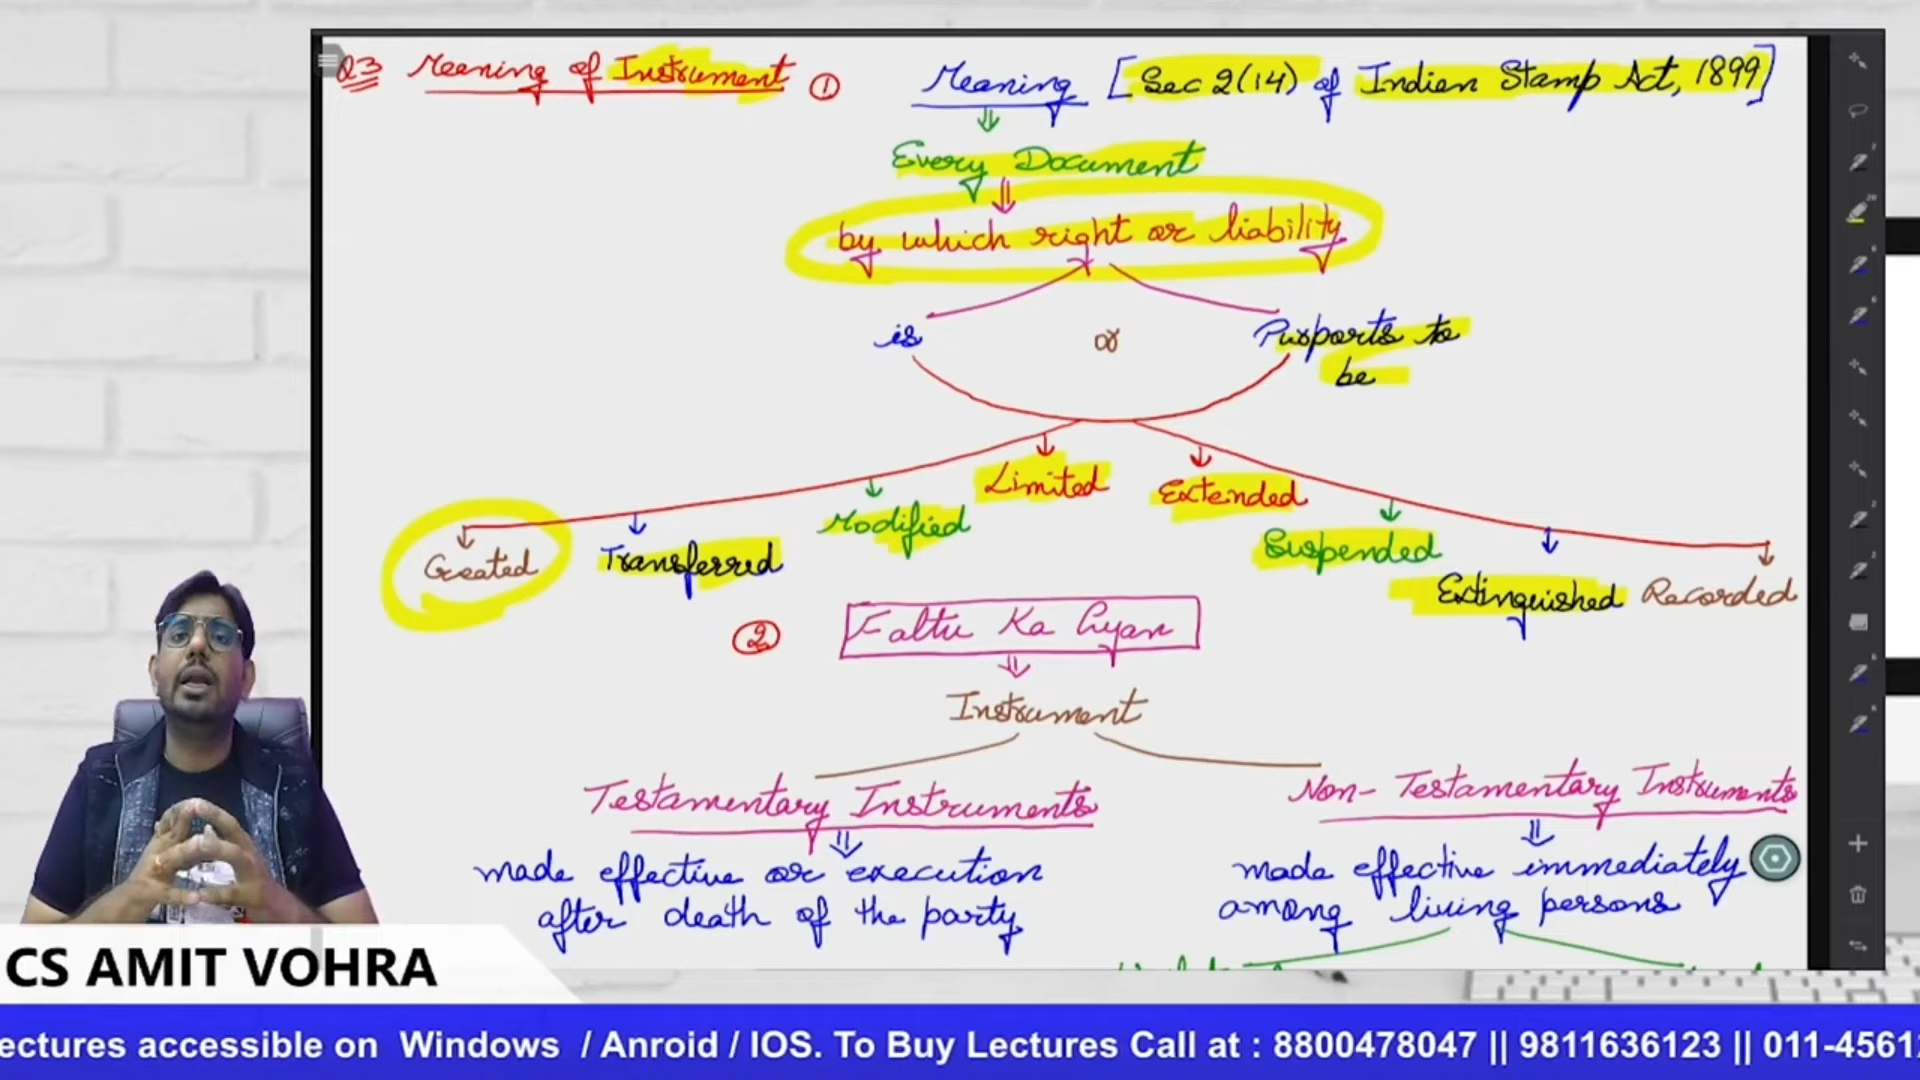 Q3 Meaning of Instrument ① Meaning [Sec 2(14) of Indian Stamp Act, 1899]
Every Document
by which right or liability
is or Purports to be
Limited Extended
Created Transferred Modified Suspended Extinguished Recorded
② Faltu Ka Gyan
Instrument
Testamentary Instruments Non-Testamentary Instruments
made effective or execution after death of the party
made effective immediately among living persons
CS AMIT VOHRA
ectures accessible on Windows / Anroid / IOS. To Buy Lectures Call at : 8800478047 || 9811636123 || 011-4561